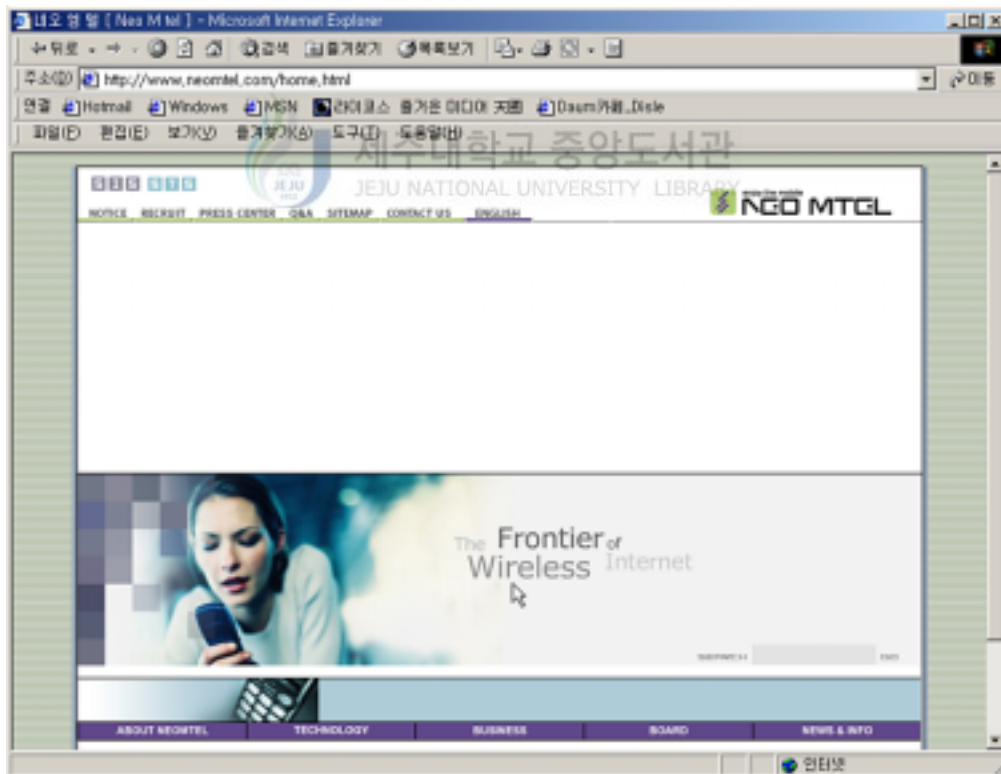 네오엠텔 [ Neo M tel ] - Microsoft Internet Explorer
뒤로 검색 즐겨찾기 목록보기
주소(D) http://www.neomtel.com/home.html 이동
연결 Hotmail Windows MSN 라이코스 즐거운 미디어 天國 Daum카페_Disle
파일(F) 편집(E) 보기(V) 즐겨찾기(A) 도구(T) 도움말(H)
제주대학교 중앙도서관
JEJU NATIONAL UNIVERSITY LIBRARY
JEJU
NOTICE RECRUIT PRESS CENTER Q&A SITEMAP CONTACT US ENGLISH
NEO MTEL
The Frontier of
Wireless Internet
ABOUT NEOMTEL TECHNOLOGY BUSINESS BOARD NEWS & INFO
인터넷